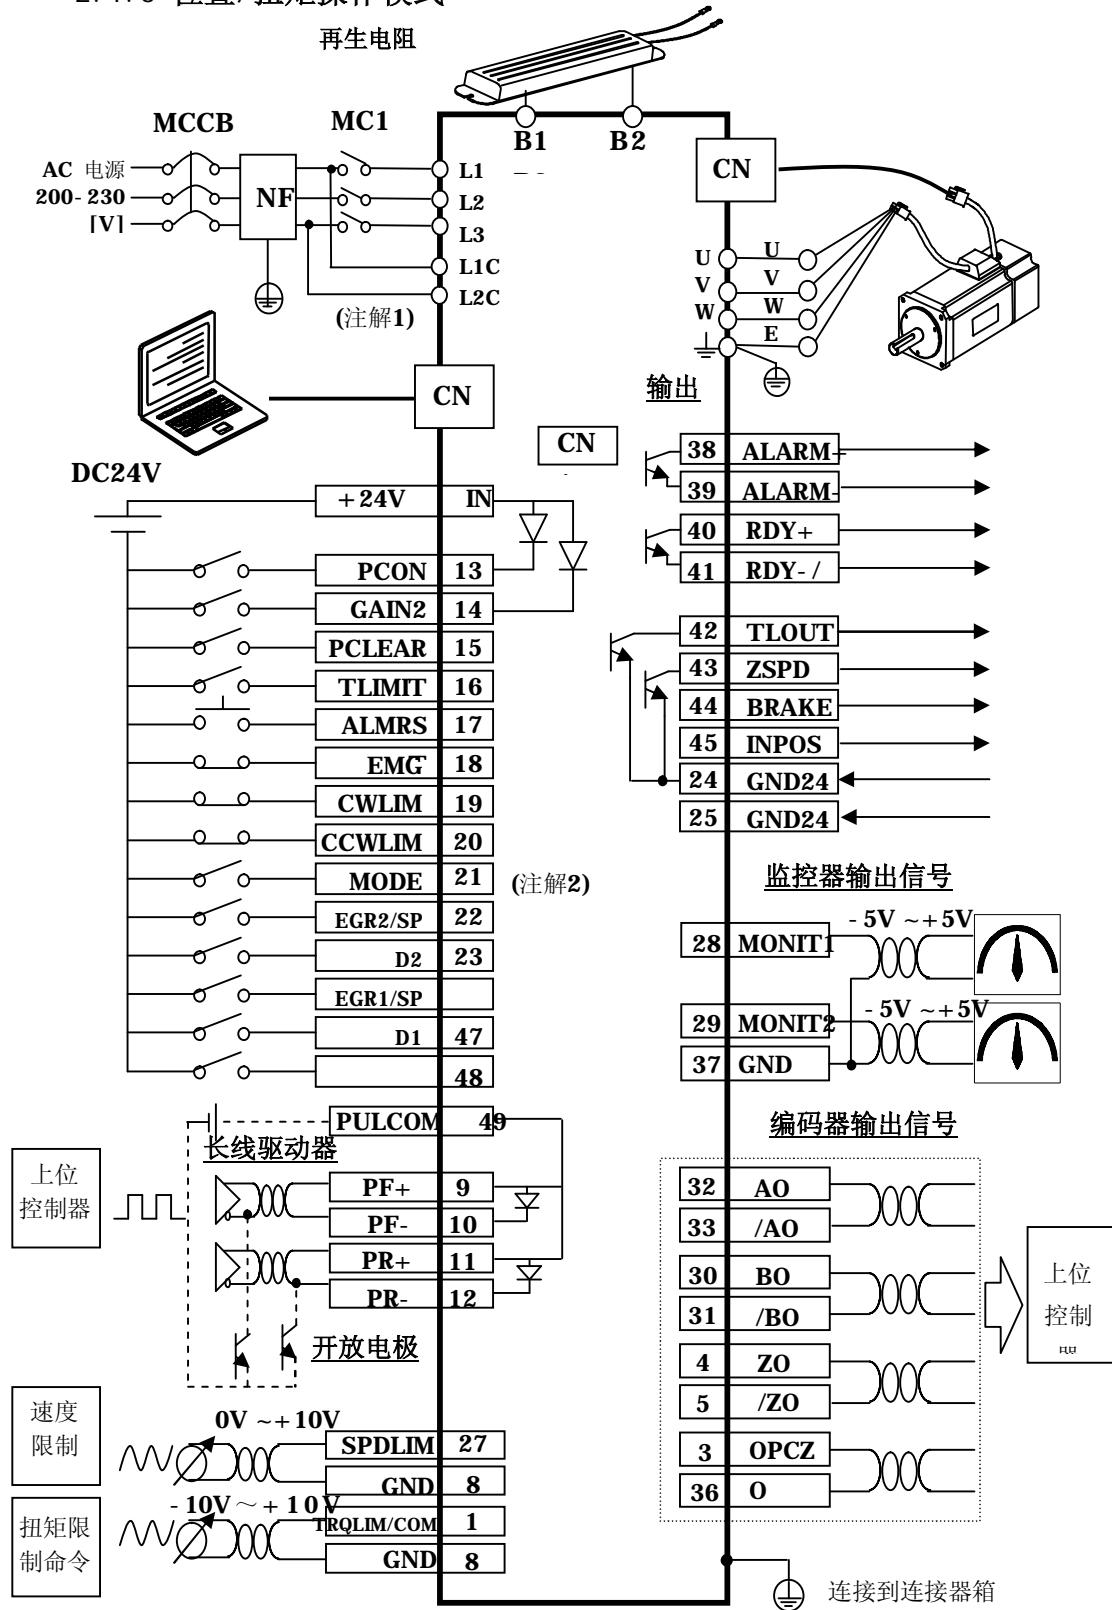 位置/扭矩操作模式
再生电阻
MCCB
MC1
B1
B2
AC 电源
200-230
[V]
NF
L1
L2
L3
L1C
L2C
(注解1)
CN
U
V
W
U
V
W
E
CN
输出
CN
DC24V
+24V IN
PCON 13
GAIN2 14
PCLEAR 15
TLIMIT 16
ALMRS 17
EMG 18
CWLIM 19
CCWLIM 20
MODE 21
(注解2)
EGR2/SP 22
D2 23
EGR1/SP
D1 47
48
PULCOM 49
长线驱动器
上位
控制器
PF+ 9
PF- 10
PR+ 11
PR- 12
开放电极
速度
限制
0V ~+10V
SPDLIM 27
GND 8
扭矩限
制命令
-10V ~ +10V
TRQLIM/COM 1
GND 8
38 ALARM+
39 ALARM-
40 RDY+
41 RDY- /
42 TLOUT
43 ZSPD
44 BRAKE
45 INPOS
24 GND24
25 GND24
监控器输出信号
-5V ~+5V
28 MONIT1
-5V ~+5V
29 MONIT2
37 GND
编码器输出信号
32 AO
33 /AO
30 BO
31 /BO
4 ZO
5 /ZO
3 OPCZ
36 O
上位
控制
连接到连接器箱